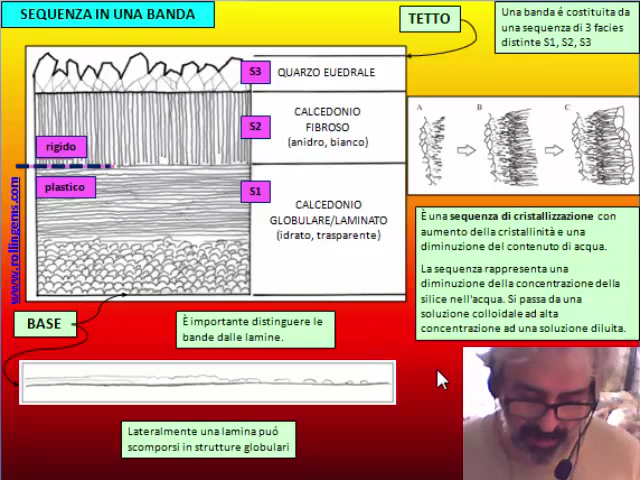 SEQUENZA IN UNA BANDA
TETTO
Una banda é costituita da
una sequenza di 3 facies
distinte S1, S2, S3
S3
QUARZO EUEDRALE
S2
CALCEDONIO
FIBROSO
(anidro, bianco)
rigido
plastico
S1
CALCEDONIO
GLOBULARE/LAMINATO
(idrato, trasparente)
A
B
C
www.rollingems.com
È una sequenza di cristallizzazione con
aumento della cristallinità e una
diminuzione del contenuto di acqua.
La sequenza rappresenta una
diminuzione della concentrazione della
silice nell'acqua. Si passa da una
soluzione colloidale ad alta
concentrazione ad una soluzione diluita.
BASE
È importante distinguere le
bande dalle lamine.
Lateralmente una lamina puó
scomporsi in strutture globulari